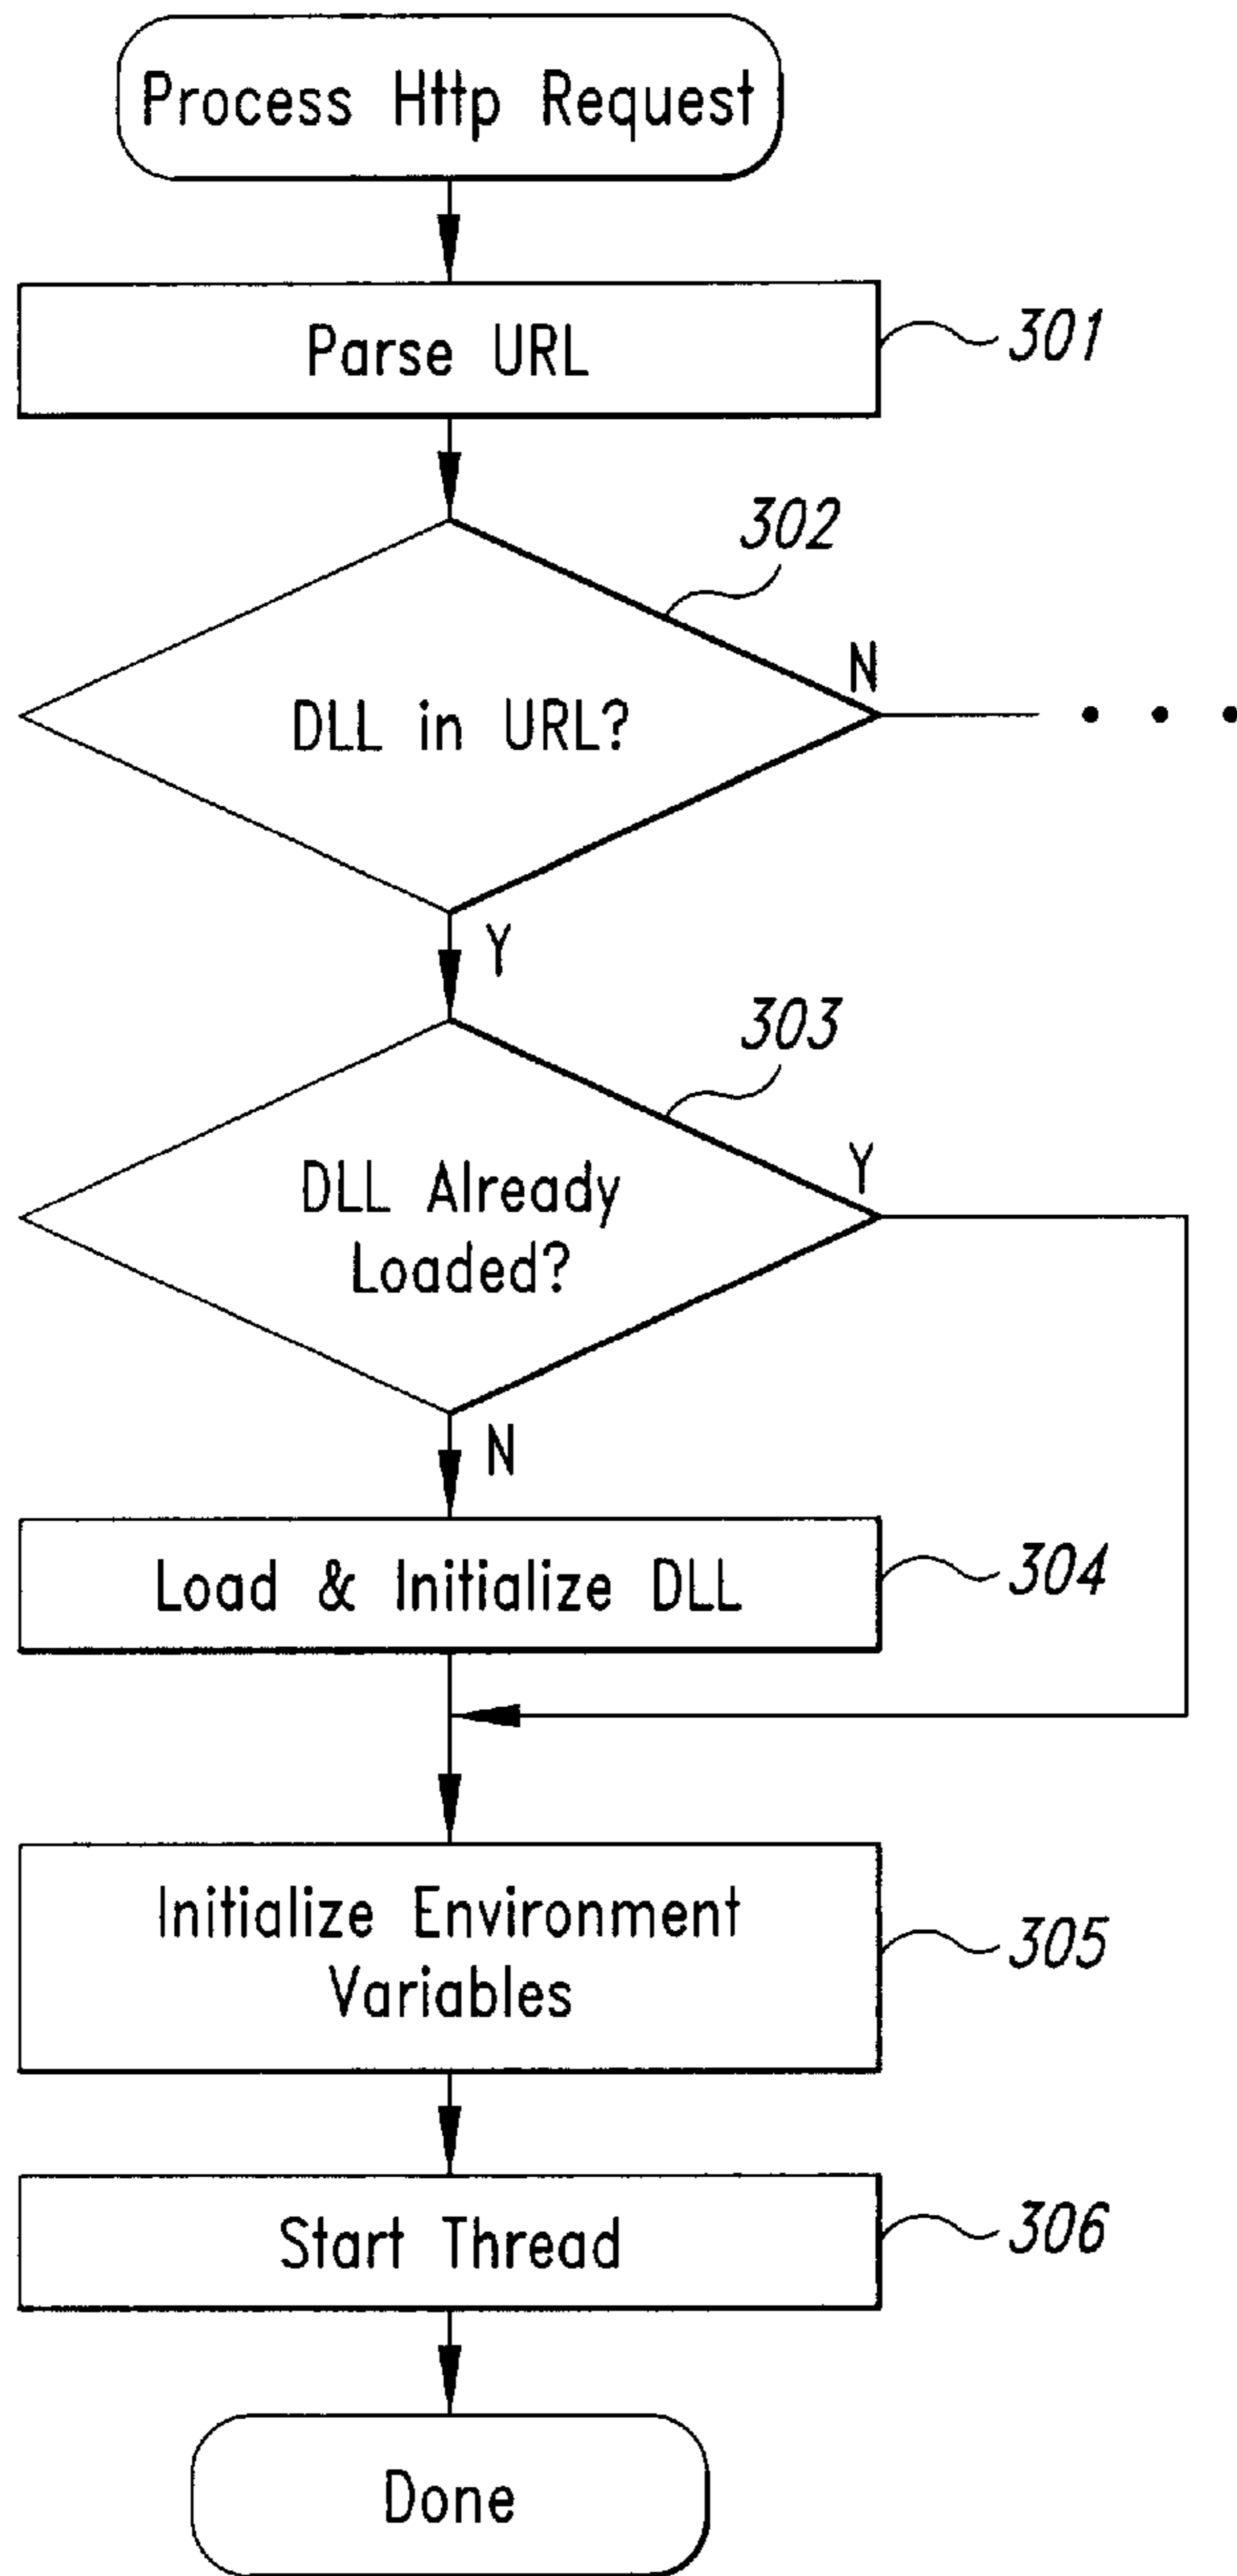 Process Http Request
Parse URL
301
302
DLL in URL?
N
Y
303
DLL Already
Loaded?
Y
N
Load & Initialize DLL
304
Initialize Environment
Variables
305
Start Thread
306
Done